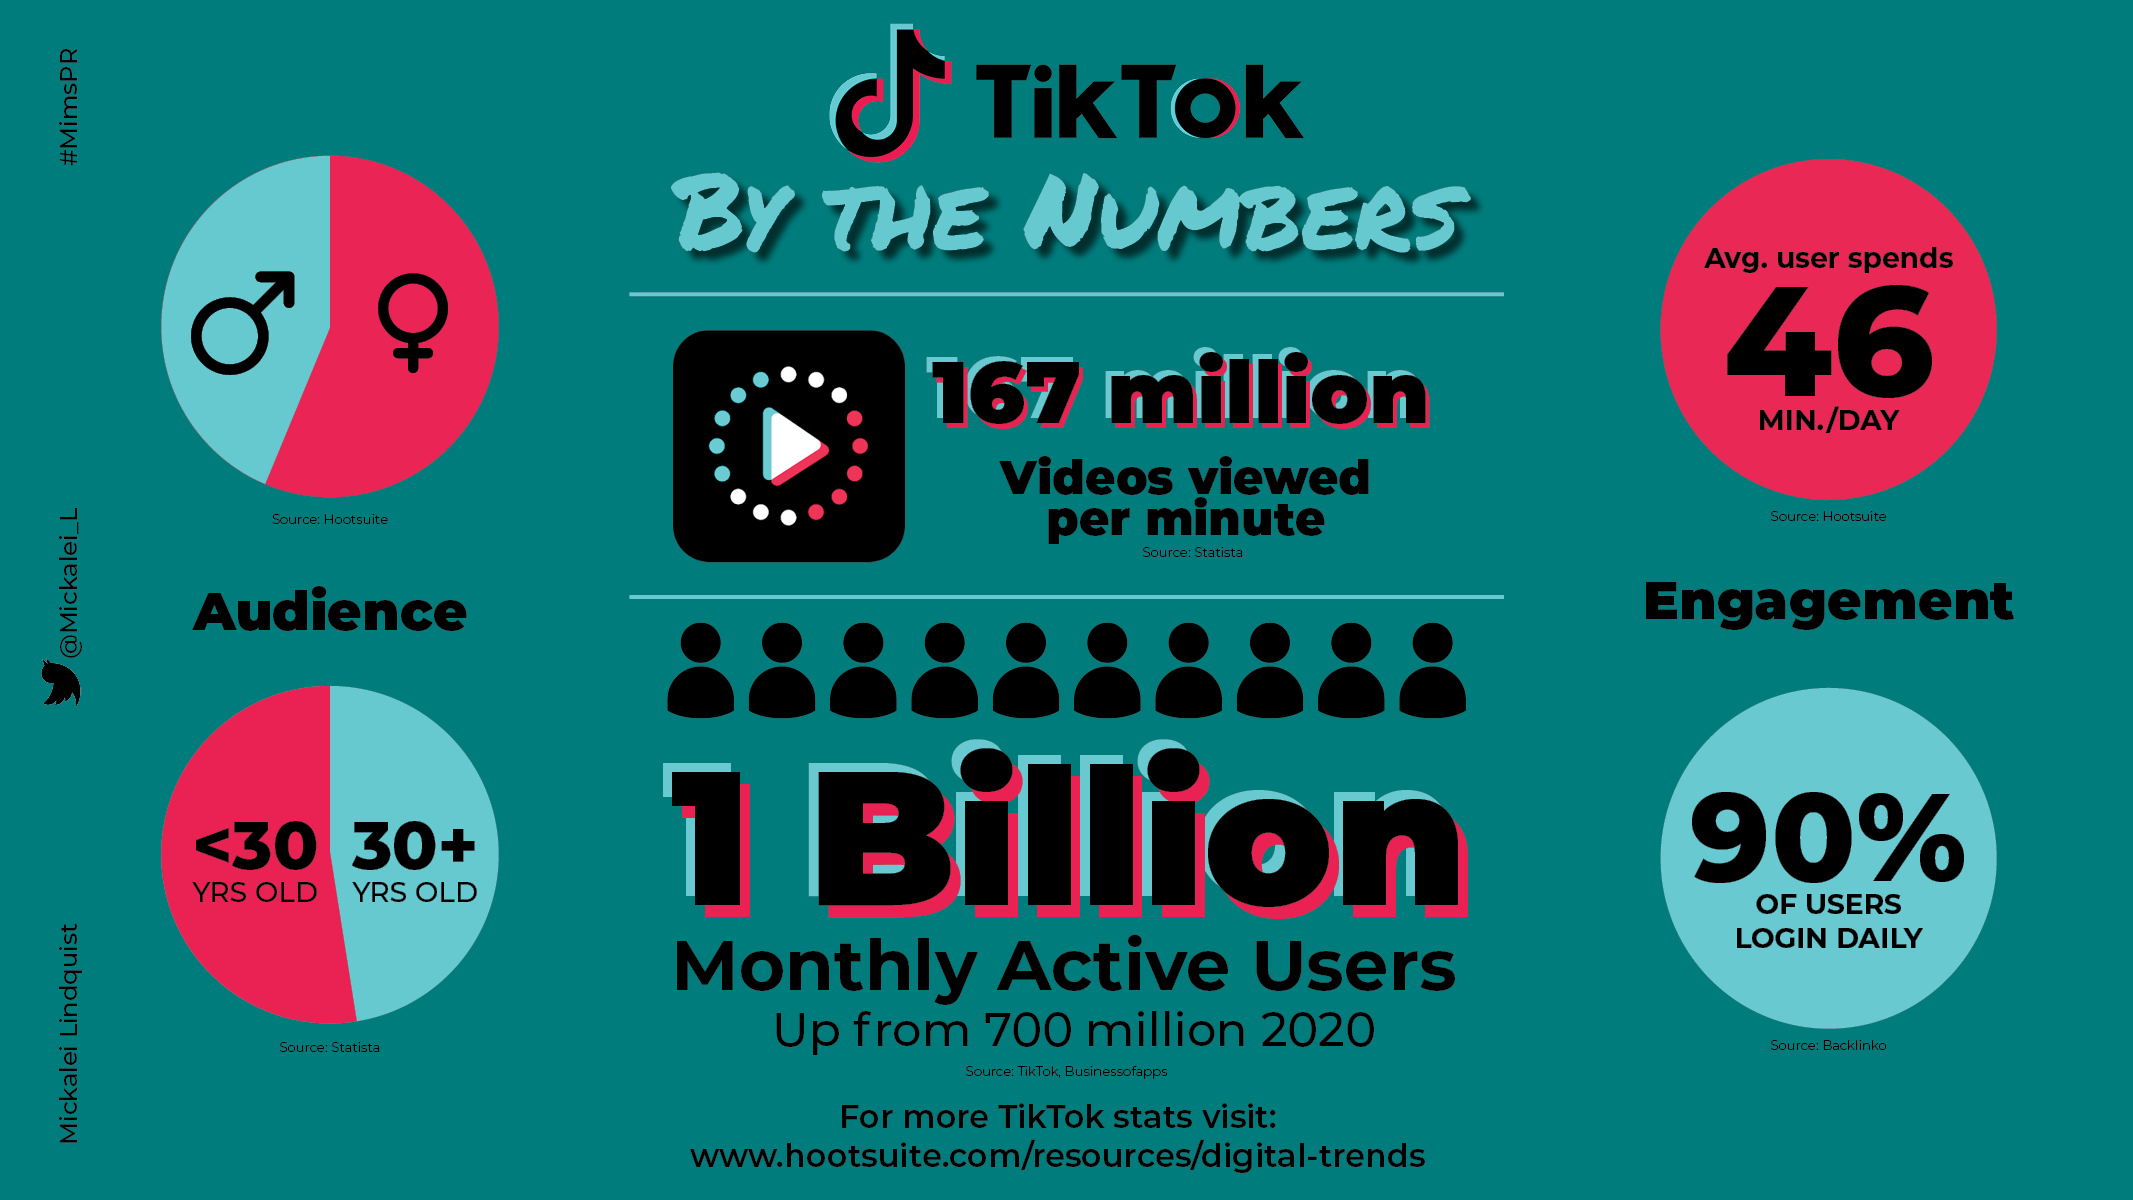 TikTok
By the Numbers
167 million
Videos viewed
per minute
Source: Statista
1 Billion
Monthly Active Users
Up from 700 million 2020
Source: TikTok, Businessofapps
For more TikTok stats visit:
www.hootsuite.com/resources/digital-trends
#MimsPR
@Mickalei_L
Mickalei Lindquist
Source: Hootsuite
Audience
<30
YRS OLD
30+
YRS OLD
Source: Statista
Avg. user spends
46
MIN./DAY
Source: Hootsuite
Engagement
90%
OF USERS
LOGIN DAILY
Source: Backlinko